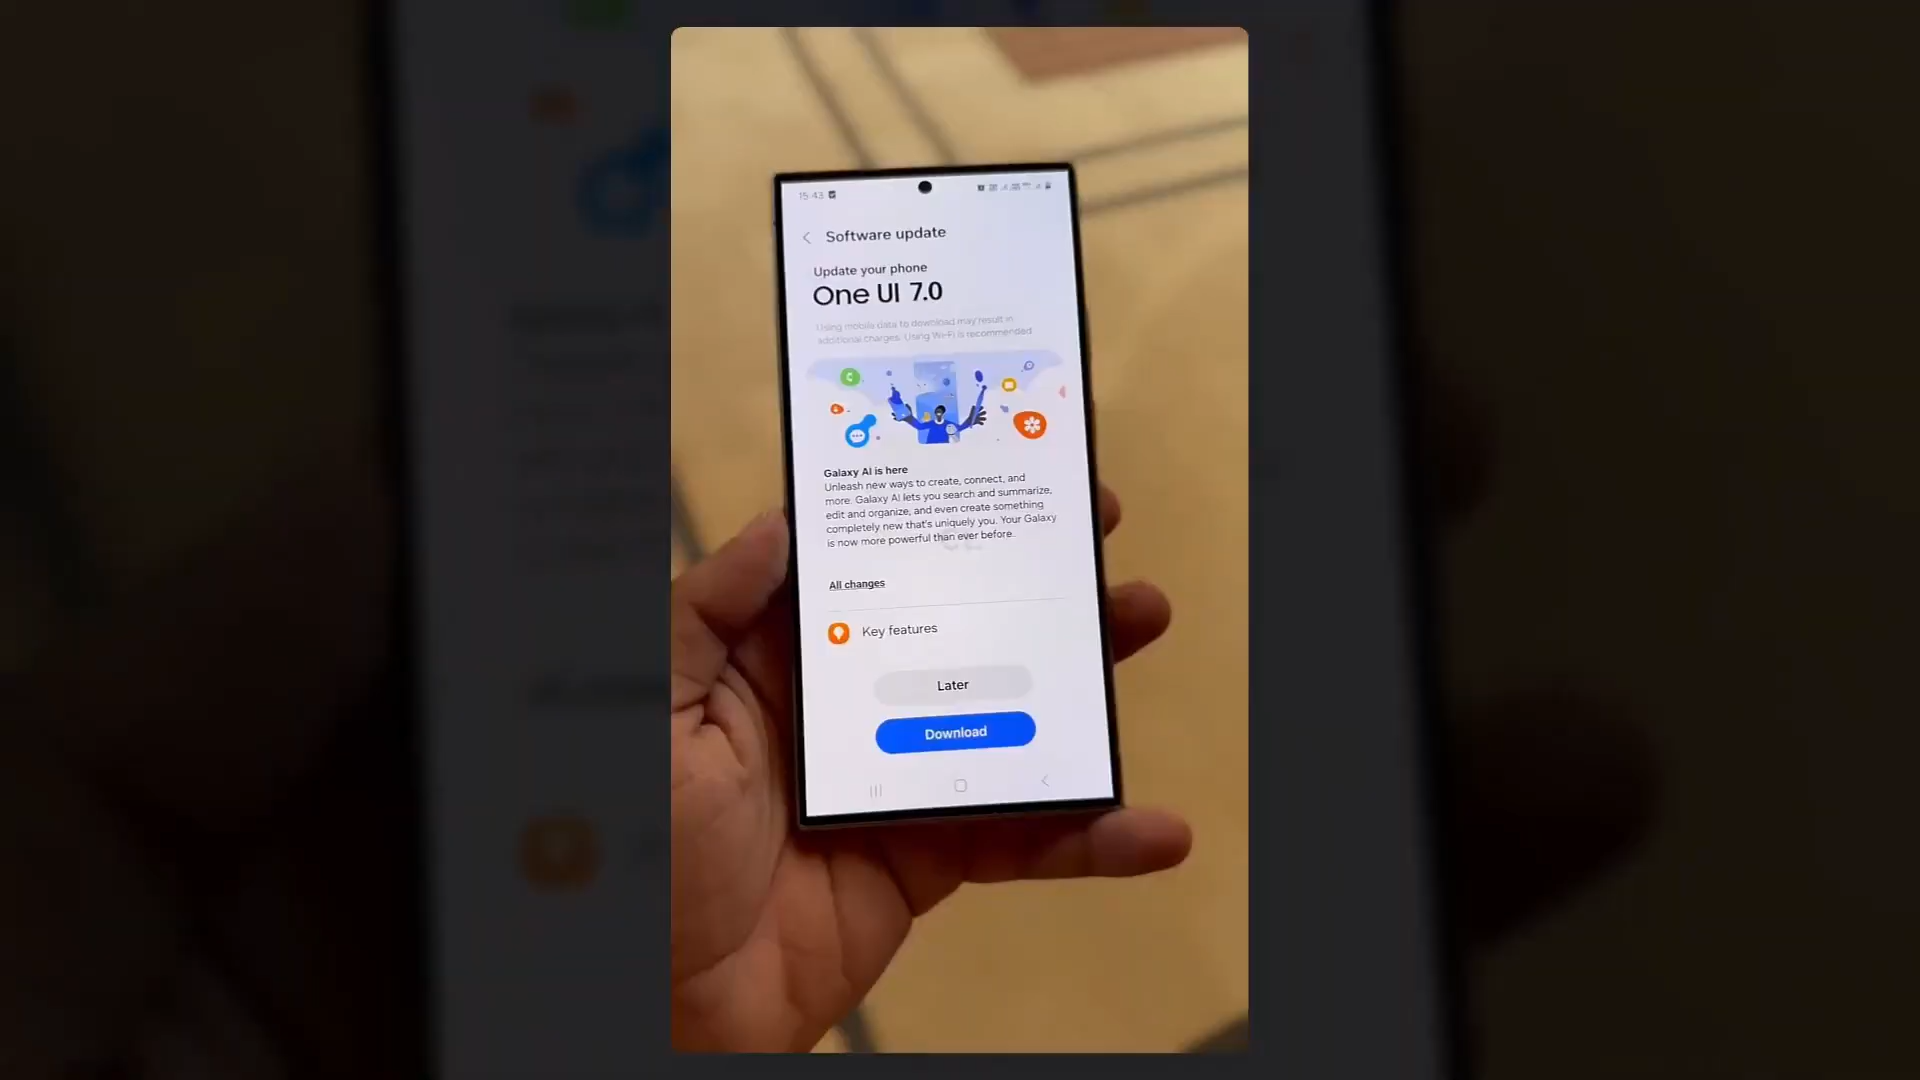 15:43
Software update
Update your phone
One UI 7.0
Using mobile data to download may result in
additional charges. Using Wi-Fi is recommended
Galaxy AI is here
Unleash new ways to create, connect, and
more. Galaxy AI lets you search and summarize,
edit and organize, and even create something
completely new that's uniquely you. Your Galaxy
is now more powerful than ever before.
All changes
Key features
Later
Download